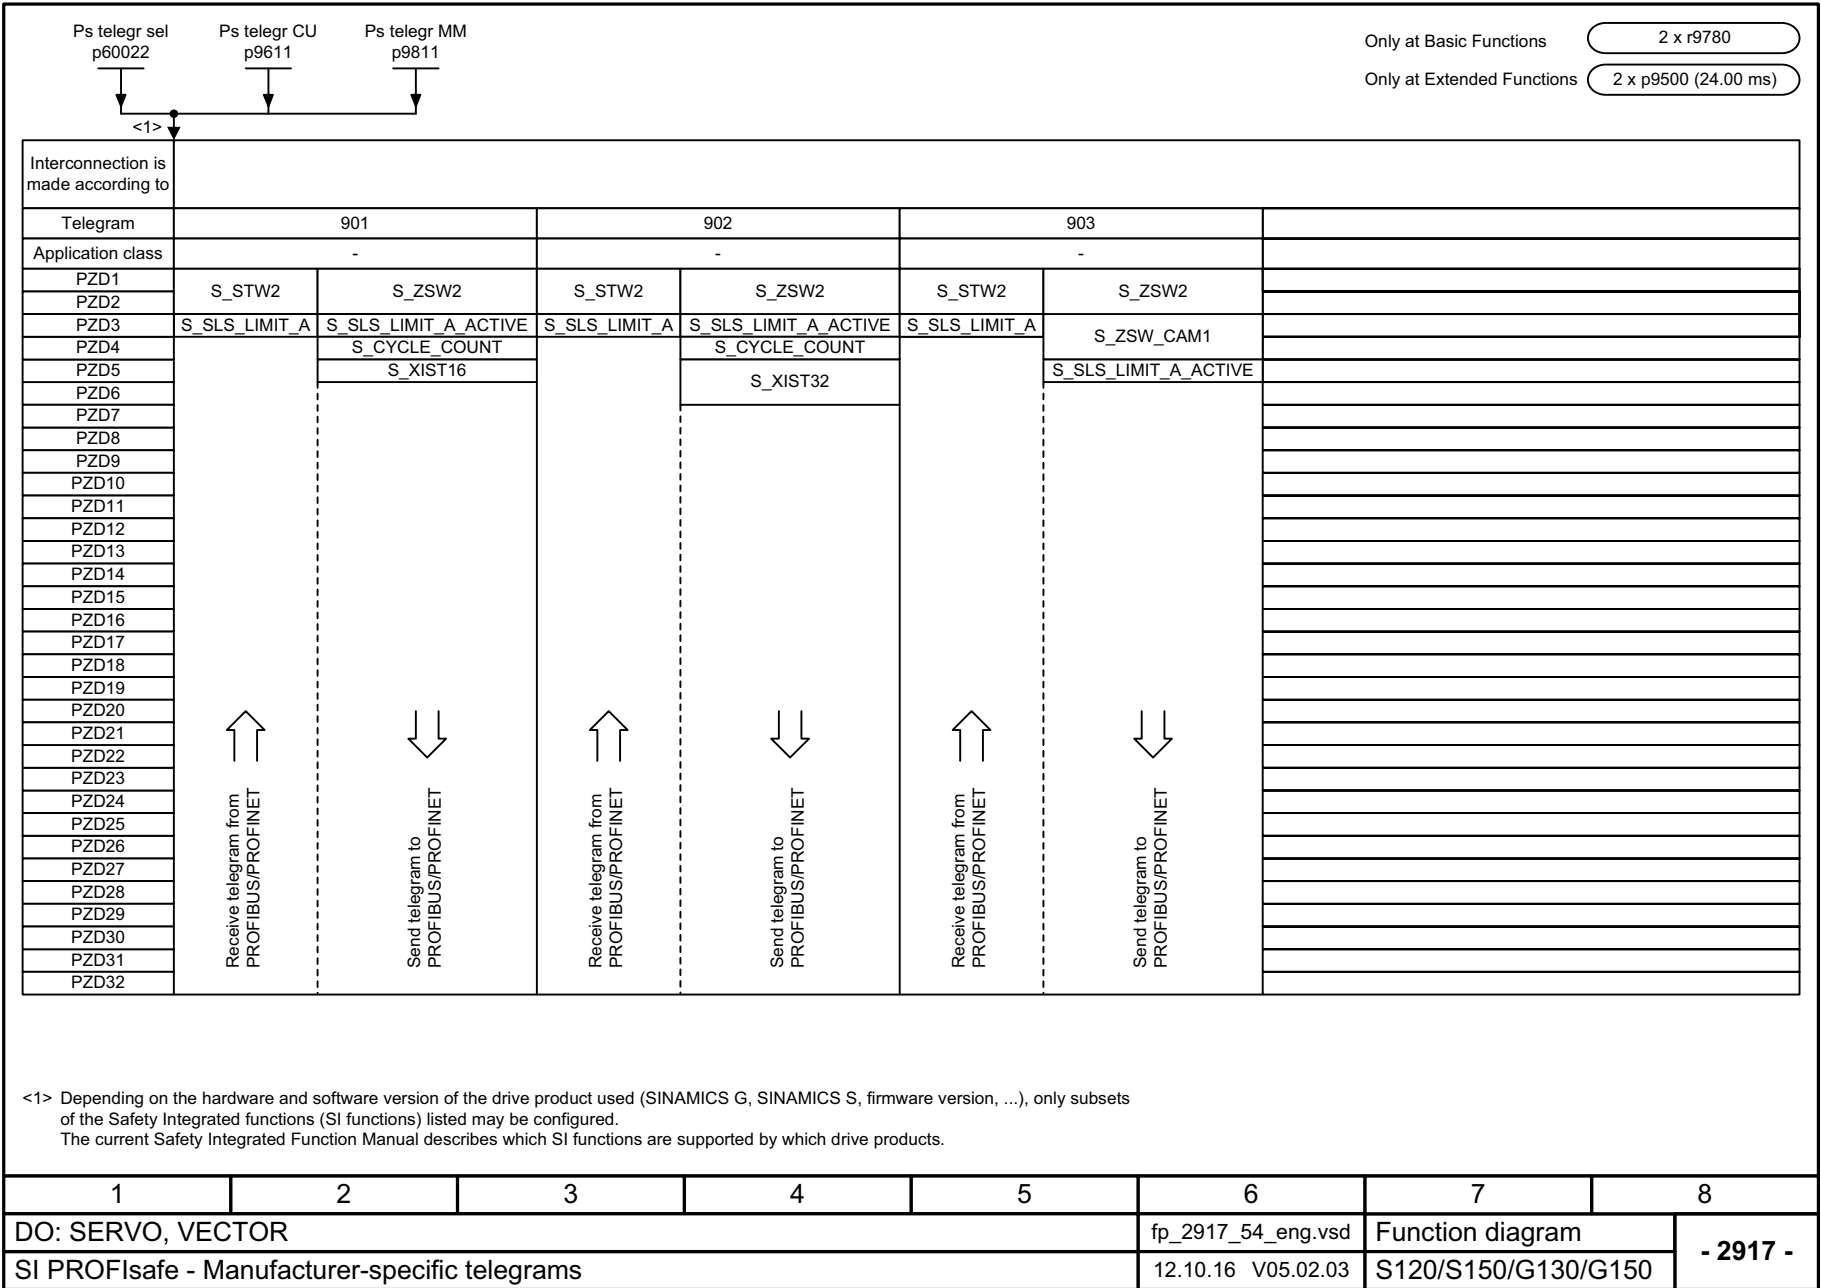 Ps telegr sel
p60022
Ps telegr CU
p9611
Ps telegr MM
p9811
Only at Basic Functions
2 x r9780
Only at Extended Functions
2 x p9500 (24.00 ms)
<1>
Interconnection is
made according to
Telegram
901
902
903
Application class
-
-
-
PZD1
S_STW2
S_ZSW2
S_STW2
S_ZSW2
S_STW2
S_ZSW2
PZD2
PZD3
S_SLS_LIMIT_A
S_SLS_LIMIT_A_ACTIVE
S_SLS_LIMIT_A
S_SLS_LIMIT_A_ACTIVE
S_SLS_LIMIT_A
S_ZSW_CAM1
PZD4
S_CYCLE_COUNT
S_CYCLE_COUNT
PZD5
S_XIST16
S_XIST32
S_SLS_LIMIT_A_ACTIVE
PZD6
PZD7
PZD8
PZD9
PZD10
PZD11
PZD12
PZD13
PZD14
PZD15
PZD16
PZD17
PZD18
PZD19
PZD20
PZD21
PZD22
PZD23
PZD24
PZD25
PZD26
PZD27
PZD28
PZD29
PZD30
PZD31
PZD32
Receive telegram from
PROFIBUS/PROFINET
Send telegram to
PROFIBUS/PROFINET
Receive telegram from
PROFIBUS/PROFINET
Send telegram to
PROFIBUS/PROFINET
Receive telegram from
PROFIBUS/PROFINET
Send telegram to
PROFIBUS/PROFINET
<1> Depending on the hardware and software version of the drive product used (SINAMICS G, SINAMICS S, firmware version, ...), only subsets
of the Safety Integrated functions (SI functions) listed may be configured.
The current Safety Integrated Function Manual describes which SI functions are supported by which drive products.
1 2 3 4 5 6 7 8
DO: SERVO, VECTOR
fp_2917_54_eng.vsd
Function diagram
- 2917 -
SI PROFIsafe - Manufacturer-specific telegrams
12.10.16 V05.02.03
S120/S150/G130/G150